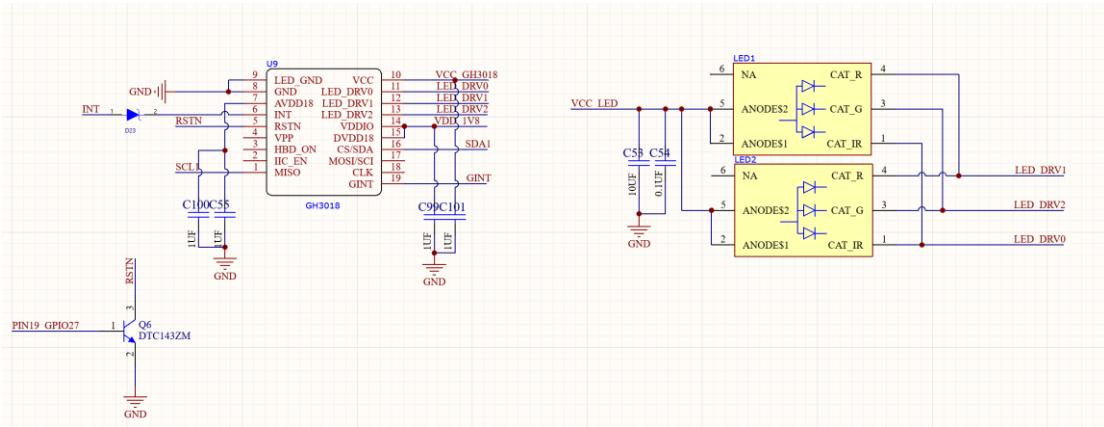 U9
9 LED_GND VCC 10 VCC_GH3018
GND 8 GND LED_DRV0 11 LED_DRV0
7 AVDD18 LED_DRV1 12 LED_DRV1
INT 1 2 6 INT LED_DRV2 13 LED_DRV2
D23
RSTN 5 RSTN VDDIO 14 VDD_1V8
4 VPP DVDD18 15
3 HBD_ON CS/SDA 16 SDA1
2 IIC_EN MOSI/SCI 17
SCL1 1 MISO CLK 18
GINT 19 GINT
GH3018
C100 C55
1UF 1UF
GND
C99 C101
1UF 1UF
GND
RSTN
3
PIN19_GPIO27 1 Q6
DTC143ZM
2
GND
LED1
6 NA CAT_R 4
VCC_LED 5 ANODE$2 CAT_G 3
2 ANODE$1 CAT_IR 1
C53 C54
10UF 0.1UF
GND
LED2
6 NA CAT_R 4 LED_DRV1
5 ANODE$2 CAT_G 3 LED_DRV2
2 ANODE$1 CAT_IR 1 LED_DRV0